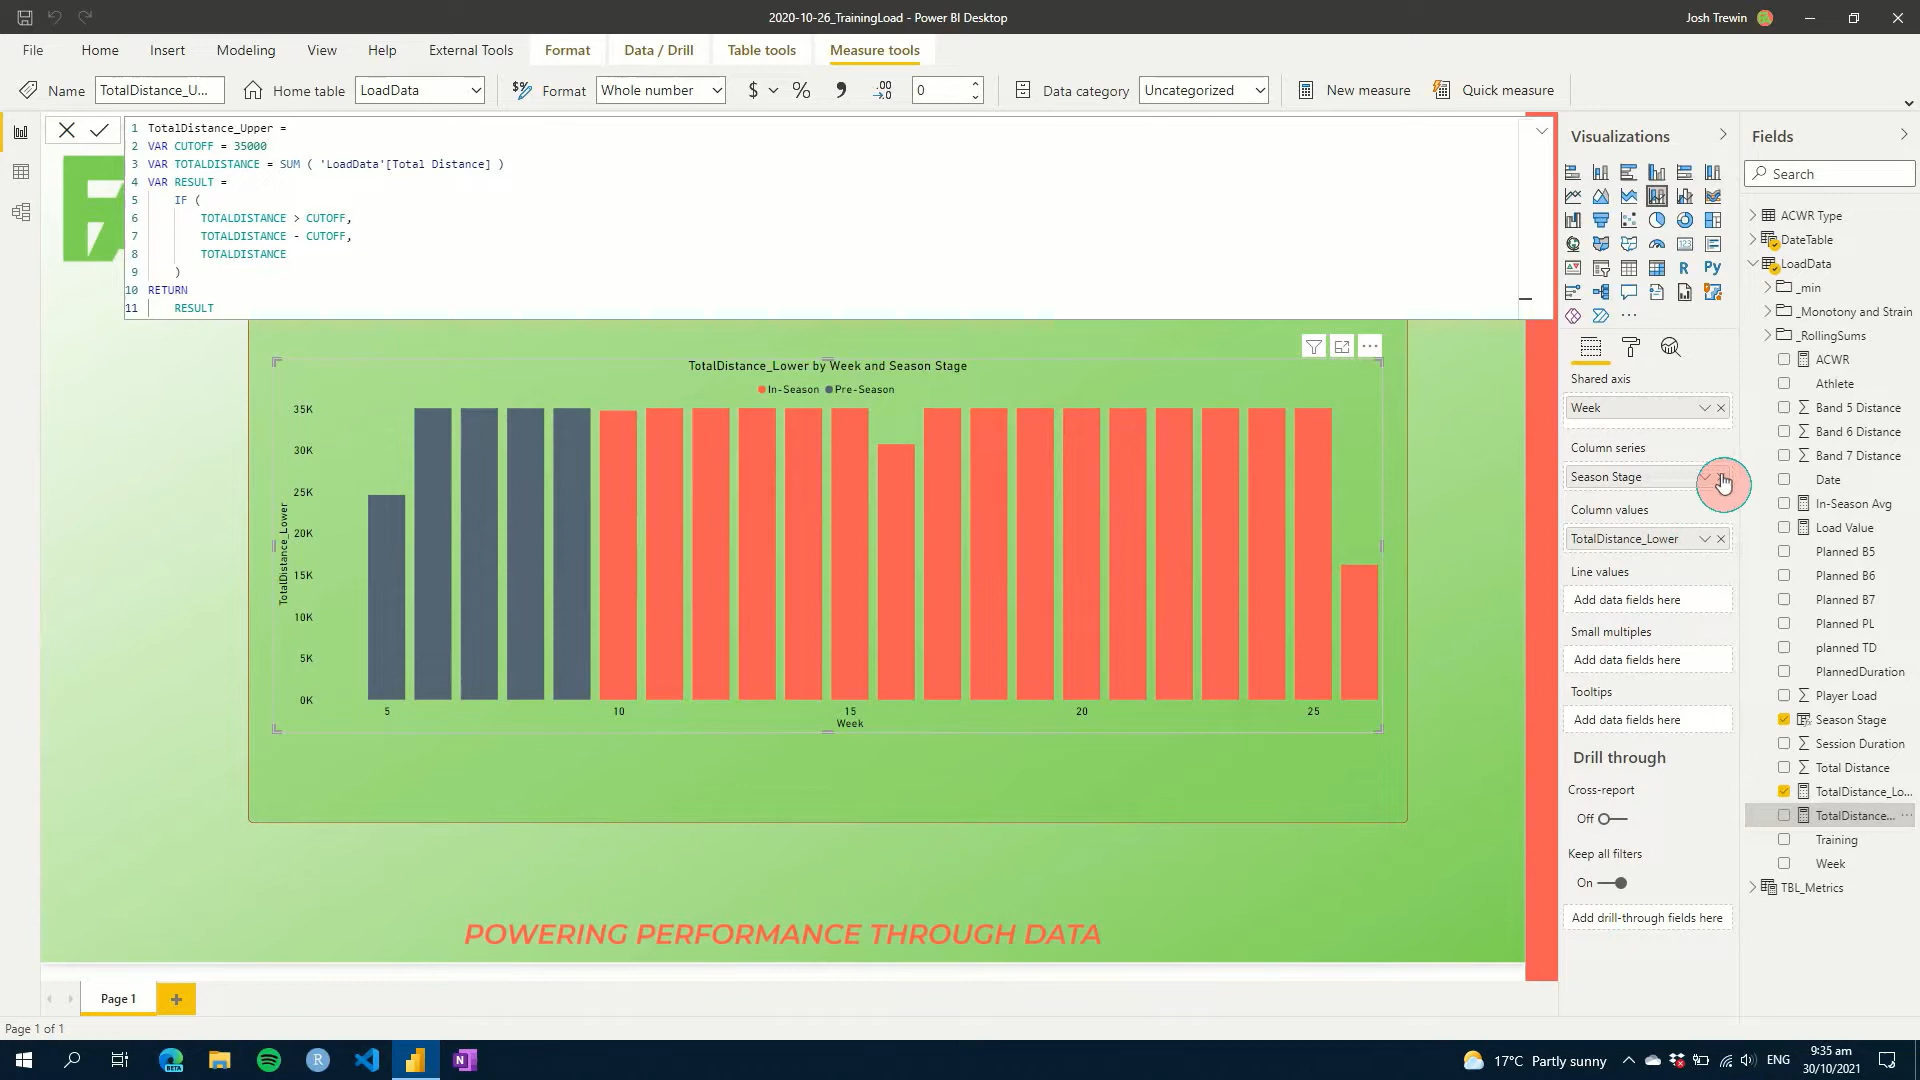 2020-10-26_TrainingLoad - Power BI Desktop
Josh Trewin
File Home Insert Modeling View Help External Tools Format Data / Drill Table tools Measure tools
Name TotalDistance_U... Home table LoadData Format Whole number $ % , .00 0 Data category Uncategorized New measure Quick measure
1 TotalDistance_Upper =
2 VAR CUTOFF = 35000
3 VAR TOTALDISTANCE = SUM ( 'LoadData'[Total Distance] )
4 VAR RESULT =
5 IF (
6 TOTALDISTANCE > CUTOFF,
7 TOTALDISTANCE - CUTOFF,
8 TOTALDISTANCE
9 )
10 RETURN
11 RESULT
TotalDistance_Lower by Week and Season Stage
In-Season Pre-Season
35K
30K
25K
20K
15K
10K
5K
0K
TotalDistance_Lower
5 10 15 20 25
Week
POWERING PERFORMANCE THROUGH DATA
Visualizations
R Py
Shared axis
Week
Column series
Season Stage
Column values
TotalDistance_Lower
Line values
Add data fields here
Small multiples
Add data fields here
Tooltips
Add data fields here
Drill through
Cross-report
Off
Keep all filters
On
Add drill-through fields here
Fields
Search
ACWR Type
DateTable
LoadData
_min
_Monotony and Strain
_RollingSums
ACWR
Athlete
Band 5 Distance
Band 6 Distance
Band 7 Distance
Date
In-Season Avg
Load Value
Planned B5
Planned B6
Planned B7
Planned PL
planned TD
PlannedDuration
Player Load
Season Stage
Session Duration
Total Distance
TotalDistance_Lo...
TotalDistance...
Training
Week
TBL_Metrics
Page 1
Page 1 of 1
17°C Partly sunny ENG 9:35 am
30/10/2021